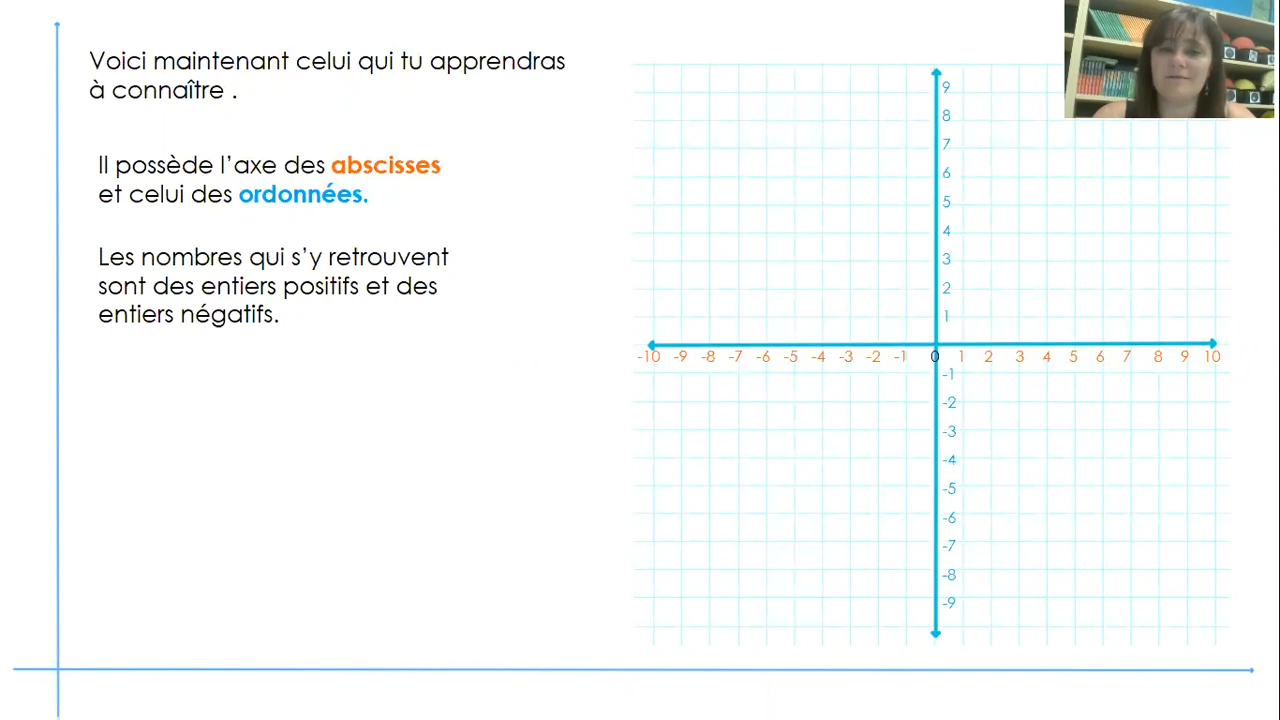 Voici maintenant celui qui tu apprendras
à connaître .
Il possède l'axe des abscisses
et celui des ordonnées.
Les nombres qui s'y retrouvent
sont des entiers positifs et des
entiers négatifs.
9
8
7
6
5
4
3
2
1
-10 -9 -8 -7 -6 -5 -4 -3 -2 -1 0 1 2 3 4 5 6 7 8 9 10
-1
-2
-3
-4
-5
-6
-7
-8
-9